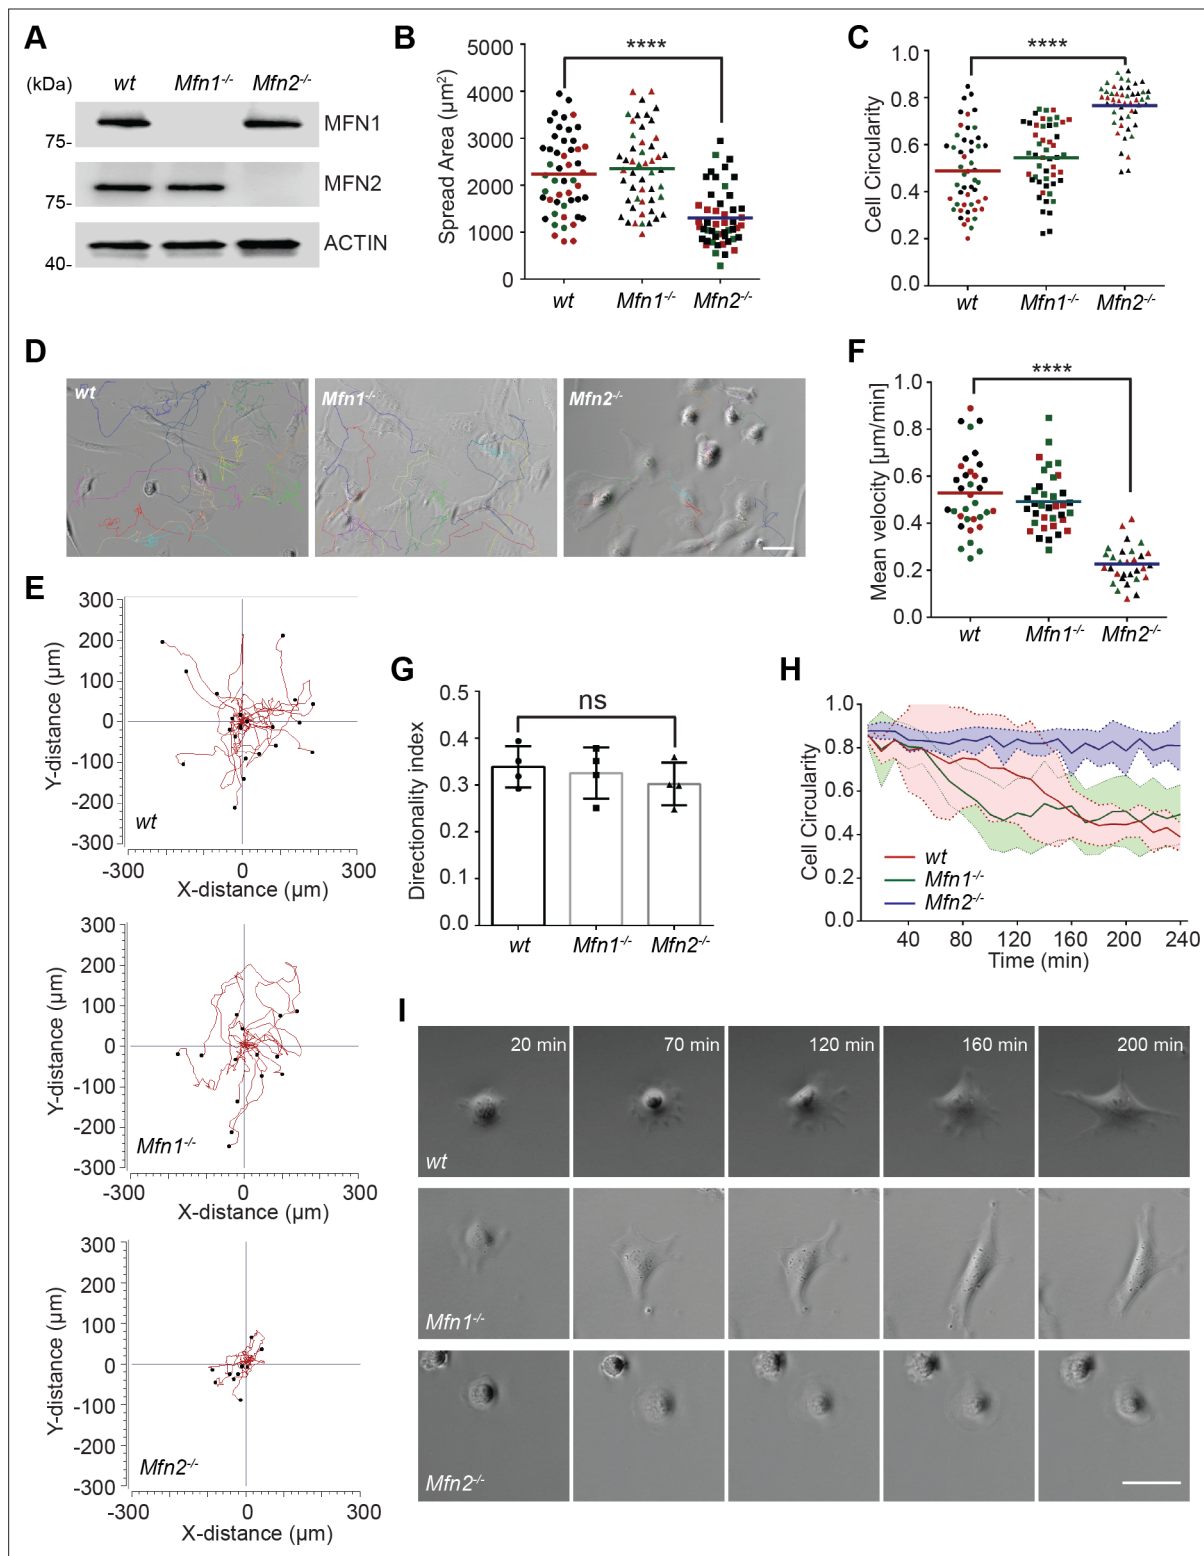 A
(kDa) wt Mfn1-/- Mfn2-/-
75- MFN1
75- MFN2
40- ACTIN
B
Spread Area (µm2)
5000
4000
3000
2000
1000
0
****
wt Mfn1-/- Mfn2-/-
C
Cell Circularity
1.0
0.8
0.6
0.4
0.2
0.0
****
wt Mfn1-/- Mfn2-/-
D
wt Mfn1-/- Mfn2-/-
E
Y-distance (µm)
300
200
100
0
-100
-200
-300
wt
-300 0 300
X-distance (µm)
Y-distance (µm)
300
200
100
0
-100
-200
-300
Mfn1-/-
-300 0 300
X-distance (µm)
Y-distance (µm)
300
200
100
0
-100
-200
-300
Mfn2-/-
-300 0 300
X-distance (µm)
F
Mean velocity [µm/min]
1.0
0.8
0.6
0.4
0.2
0.0
****
wt Mfn1-/- Mfn2-/-
G
Directionality index
0.5
0.4
0.3
0.3
0.1
0.0
ns
wt Mfn1-/- Mfn2-/-
H
Cell Circularity
1.0
0.8
0.6
0.4
0.2
0.0
wt
Mfn1-/-
Mfn2-/-
40 80 120 160 200 240
Time (min)
I
20 min 70 min 120 min 160 min 200 min
wt
Mfn1-/-
Mfn2-/-